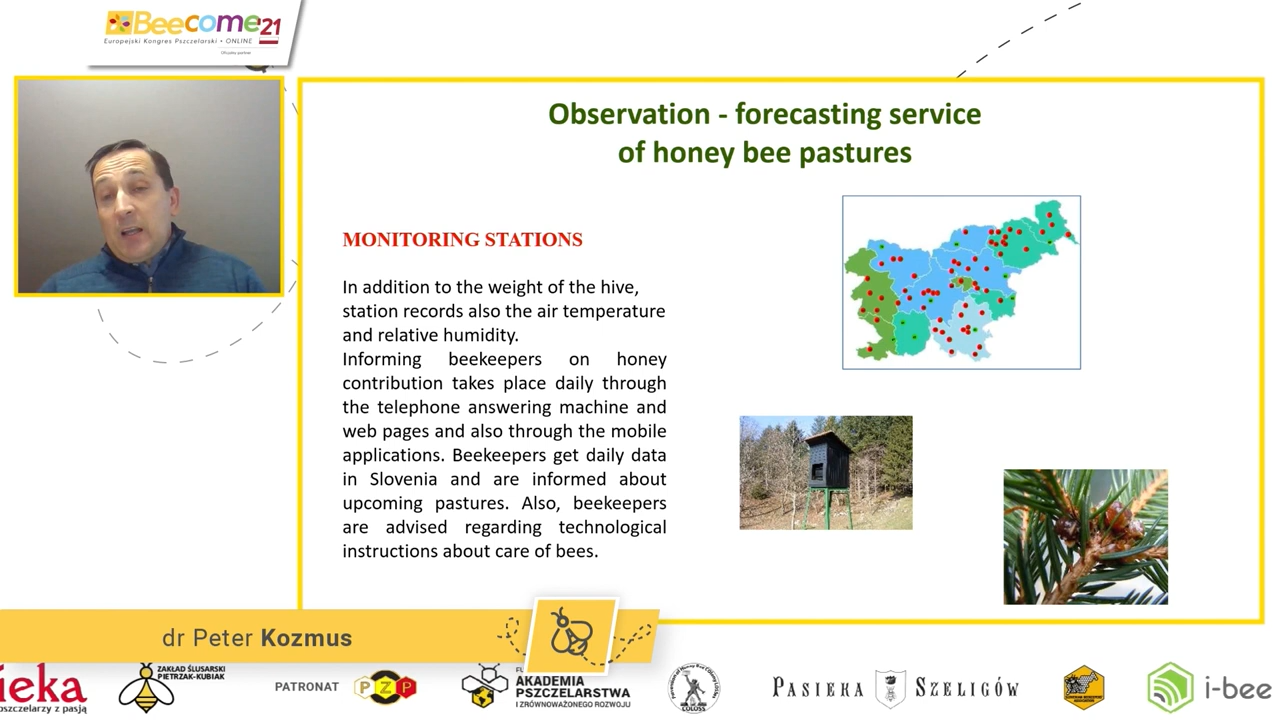 Beecome'21
Europejski Kongres Pszczelarski • ONLINE
Observation - forecasting service
of honey bee pastures
MONITORING STATIONS
In addition to the weight of the hive,
station records also the air temperature
and relative humidity.
Informing beekeepers on honey
contribution takes place daily through
the telephone answering machine and
web pages and also through the mobile
applications. Beekeepers get daily data
in Slovenia and are informed about
upcoming pastures. Also, beekeepers
are advised regarding technological
instructions about care of bees.
dr Peter Kozmus
ieka
pszczelarzy z pasją
ZAKŁAD ŚLUSARSKI
PIETRZAK-KUBIAK
PATRONAT
PZP
AKADEMIA
PSZCZELARSTWA
I ZRÓWNOWAŻONEGO ROZWOJU
COLOSS
PASIEKA SZELIGÓW
i-bee